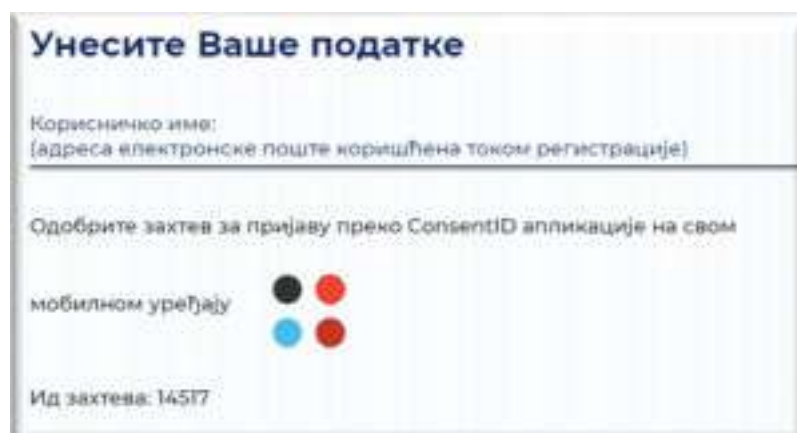 Унесите Ваше податке
Корисничко име:
(адреса електронске поште коришћена током регистрације)
Одобрите захтев за пријаву преко ConsentID апликације на свом
мобилном уређају
Ид захтева: 14517